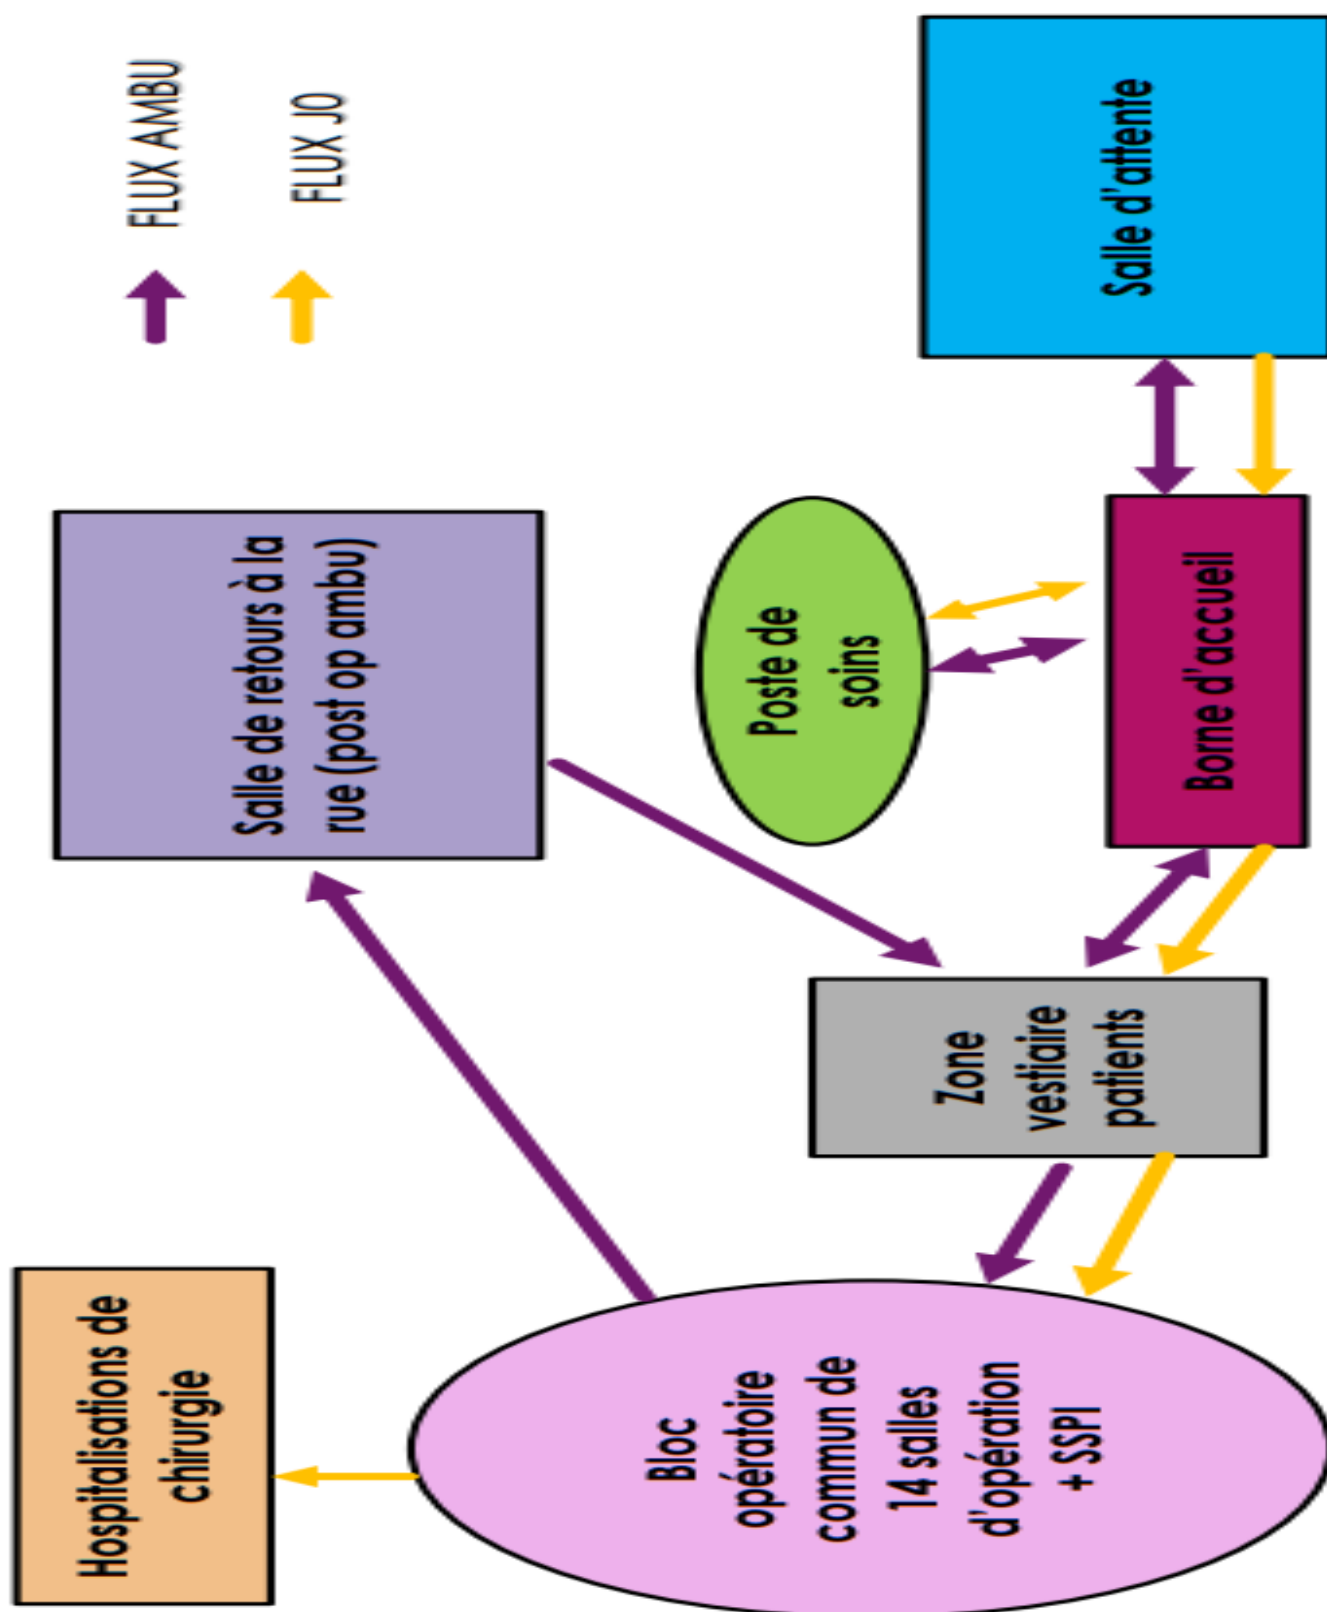 Hospitalisations de
chirurgie
Salle de retours à la
rue (post op ambu)
FLUX AMBU
FLUX JO
Bloc
opératoire
commun de
14 salles
d'opération
+ SSPI
Zone
vestiaire
patients
Poste de
soins
Borne d'accueil
Salle d'attente